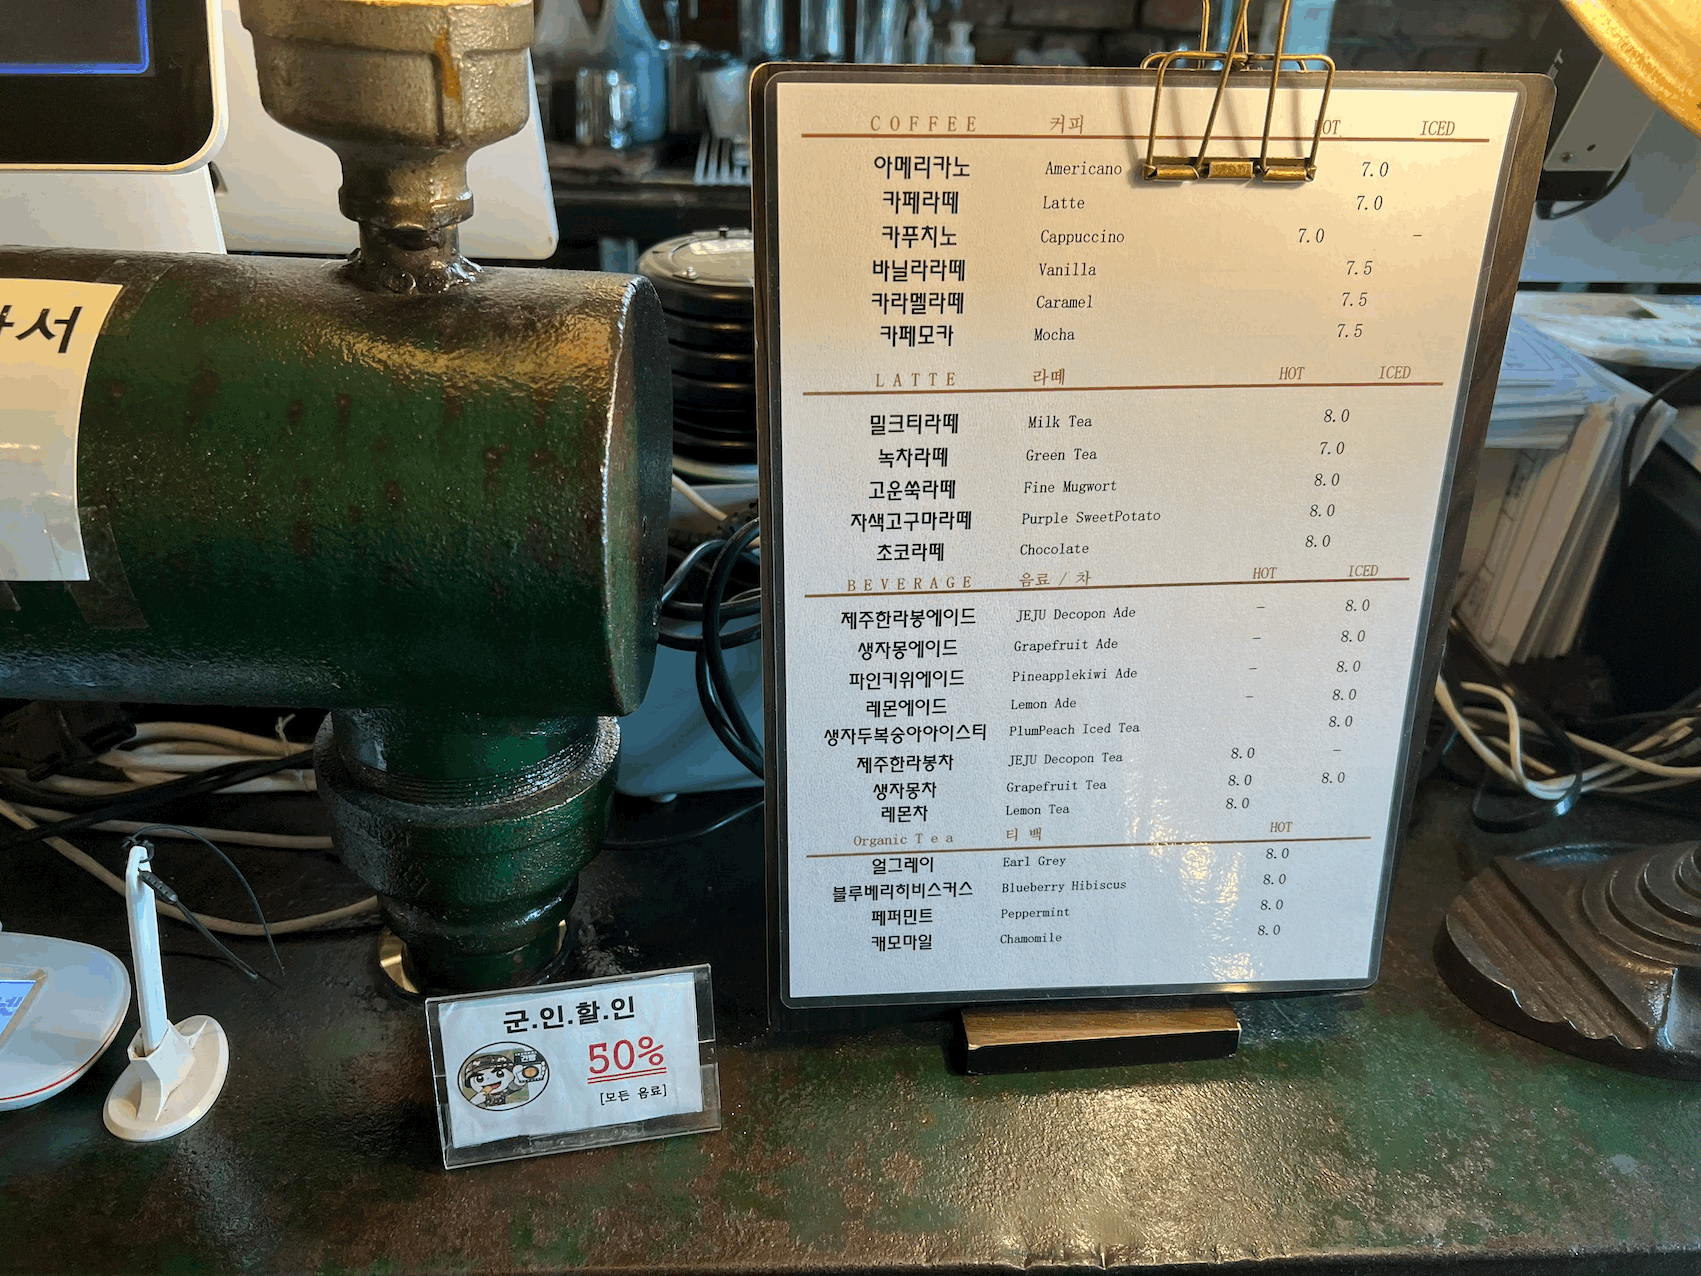 서
COFFEE 커피 HOT ICED
아메리카노 Americano 7.0
카페라떼 Latte 7.0
카푸치노 Cappuccino 7.0 -
바닐라라떼 Vanilla 7.5
카라멜라떼 Caramel 7.5
카페모카 Mocha 7.5
LATTE 라떼 HOT ICED
밀크티라떼 Milk Tea 8.0
녹차라떼 Green Tea 7.0
고운쑥라떼 Fine Mugwort 8.0
자색고구마라떼 Purple SweetPotato 8.0
초코라떼 Chocolate 8.0
BEVERAGE 음료 / 차 HOT ICED
제주한라봉에이드 JEJU Decopon Ade - 8.0
생자몽에이드 Grapefruit Ade - 8.0
파인키위에이드 Pineapplekiwi Ade - 8.0
레몬에이드 Lemon Ade - 8.0
생자두복숭아아이스티 PlumPeach Iced Tea 8.0
제주한라봉차 JEJU Decopon Tea 8.0 -
생자몽차 Grapefruit Tea 8.0 8.0
레몬차 Lemon Tea 8.0
Organic Tea 티백 HOT
얼그레이 Earl Grey 8.0
블루베리히비스커스 Blueberry Hibiscus 8.0
페퍼민트 Peppermint 8.0
캐모마일 Chamomile 8.0
군.인.할.인
50%
[모든 음료]